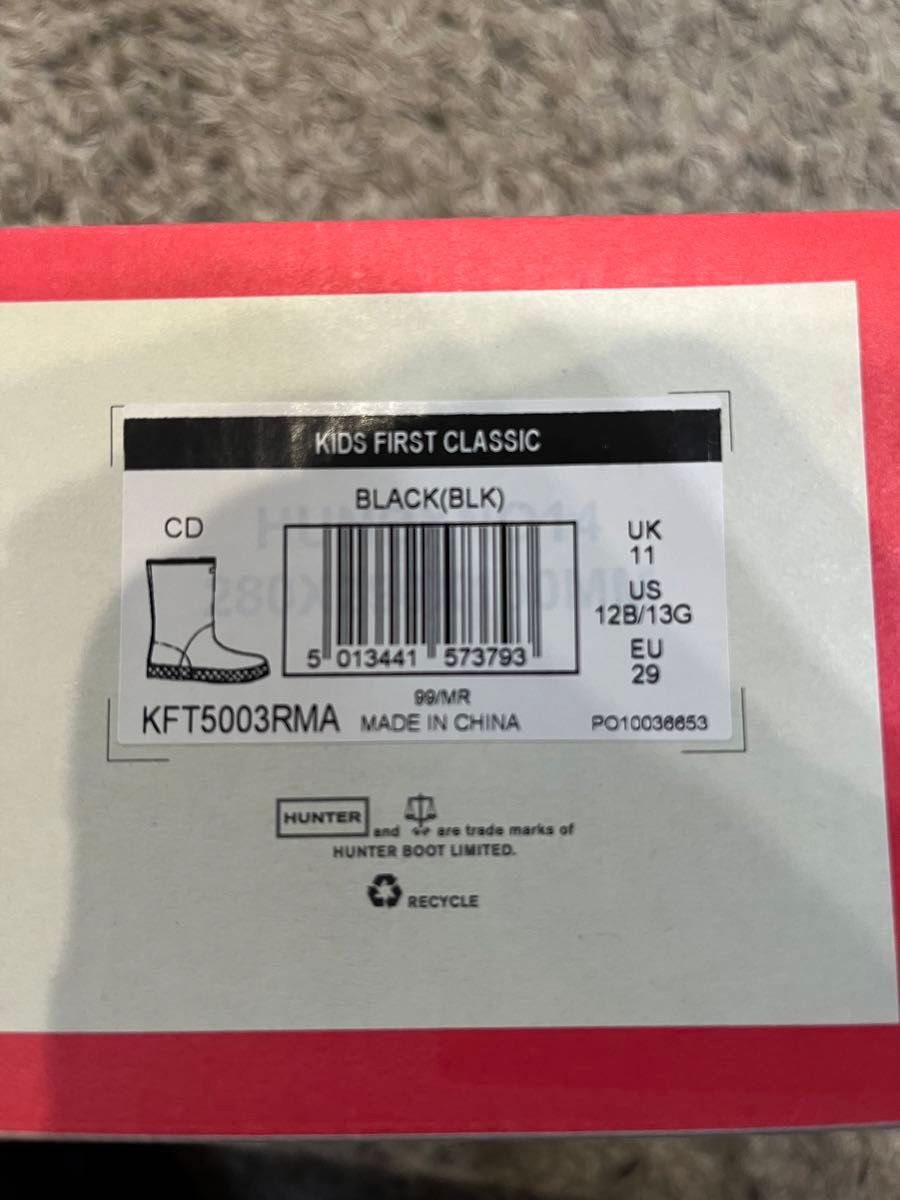 KIDS FIRST CLASSIC
BLACK(BLK)
CD
UK
11
US
12B/13G
EU
29
5 013441 573793
99/MR
KFT5003RMA
MADE IN CHINA
PO10036653
HUNTER and are trade marks of
HUNTER BOOT LIMITED.
RECYCLE